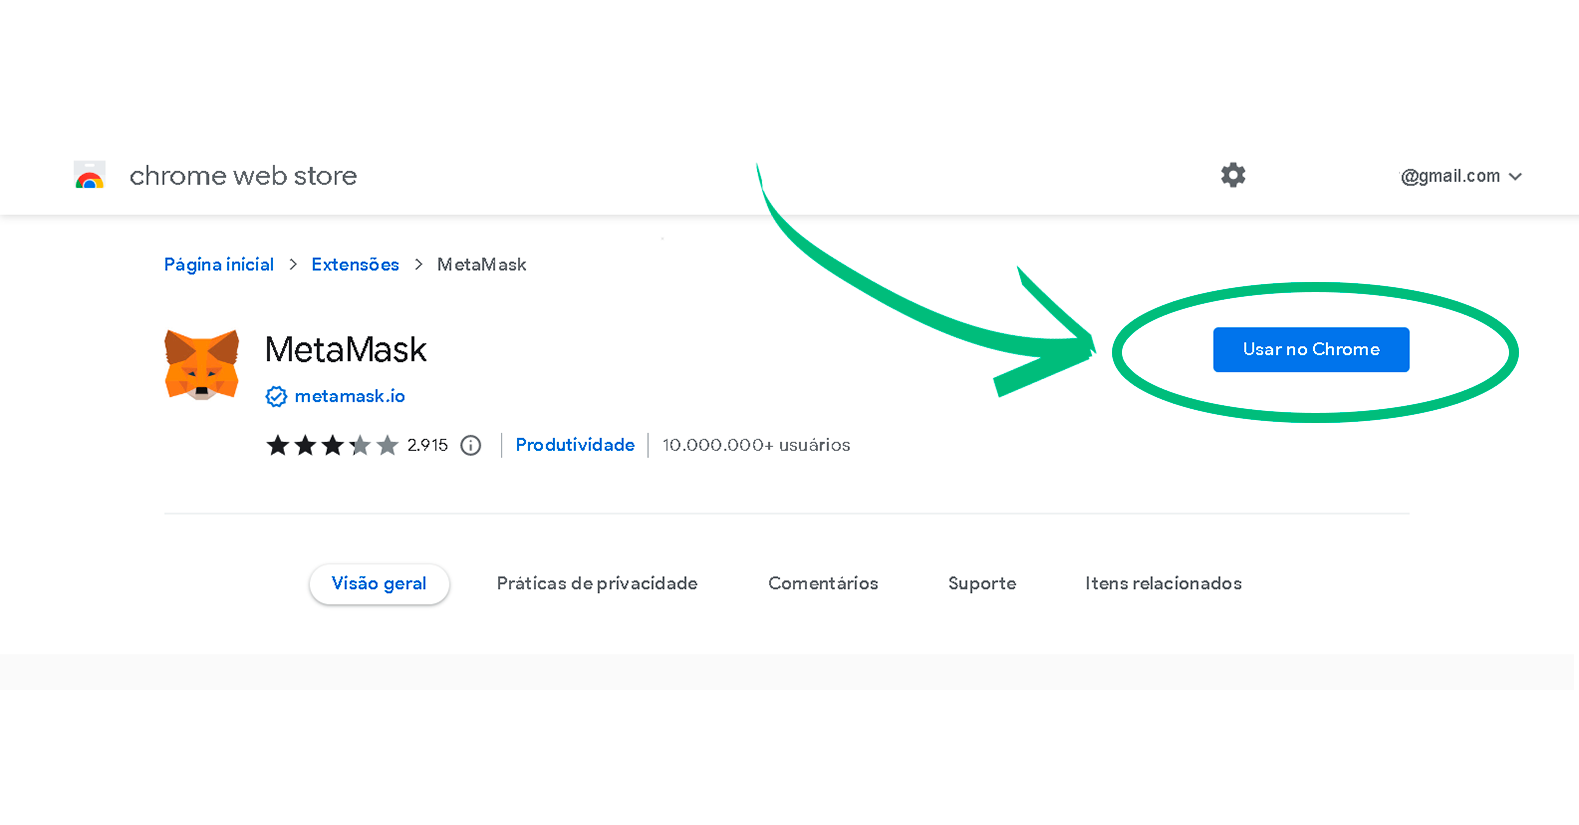 chrome web store
@gmail.com
Página inicial > Extensões > MetaMask
MetaMask
Usar no Chrome
metamask.io
2.915
Produtividade
10.000.000+ usuários
Visão geral
Práticas de privacidade
Comentários
Suporte
Itens relacionados